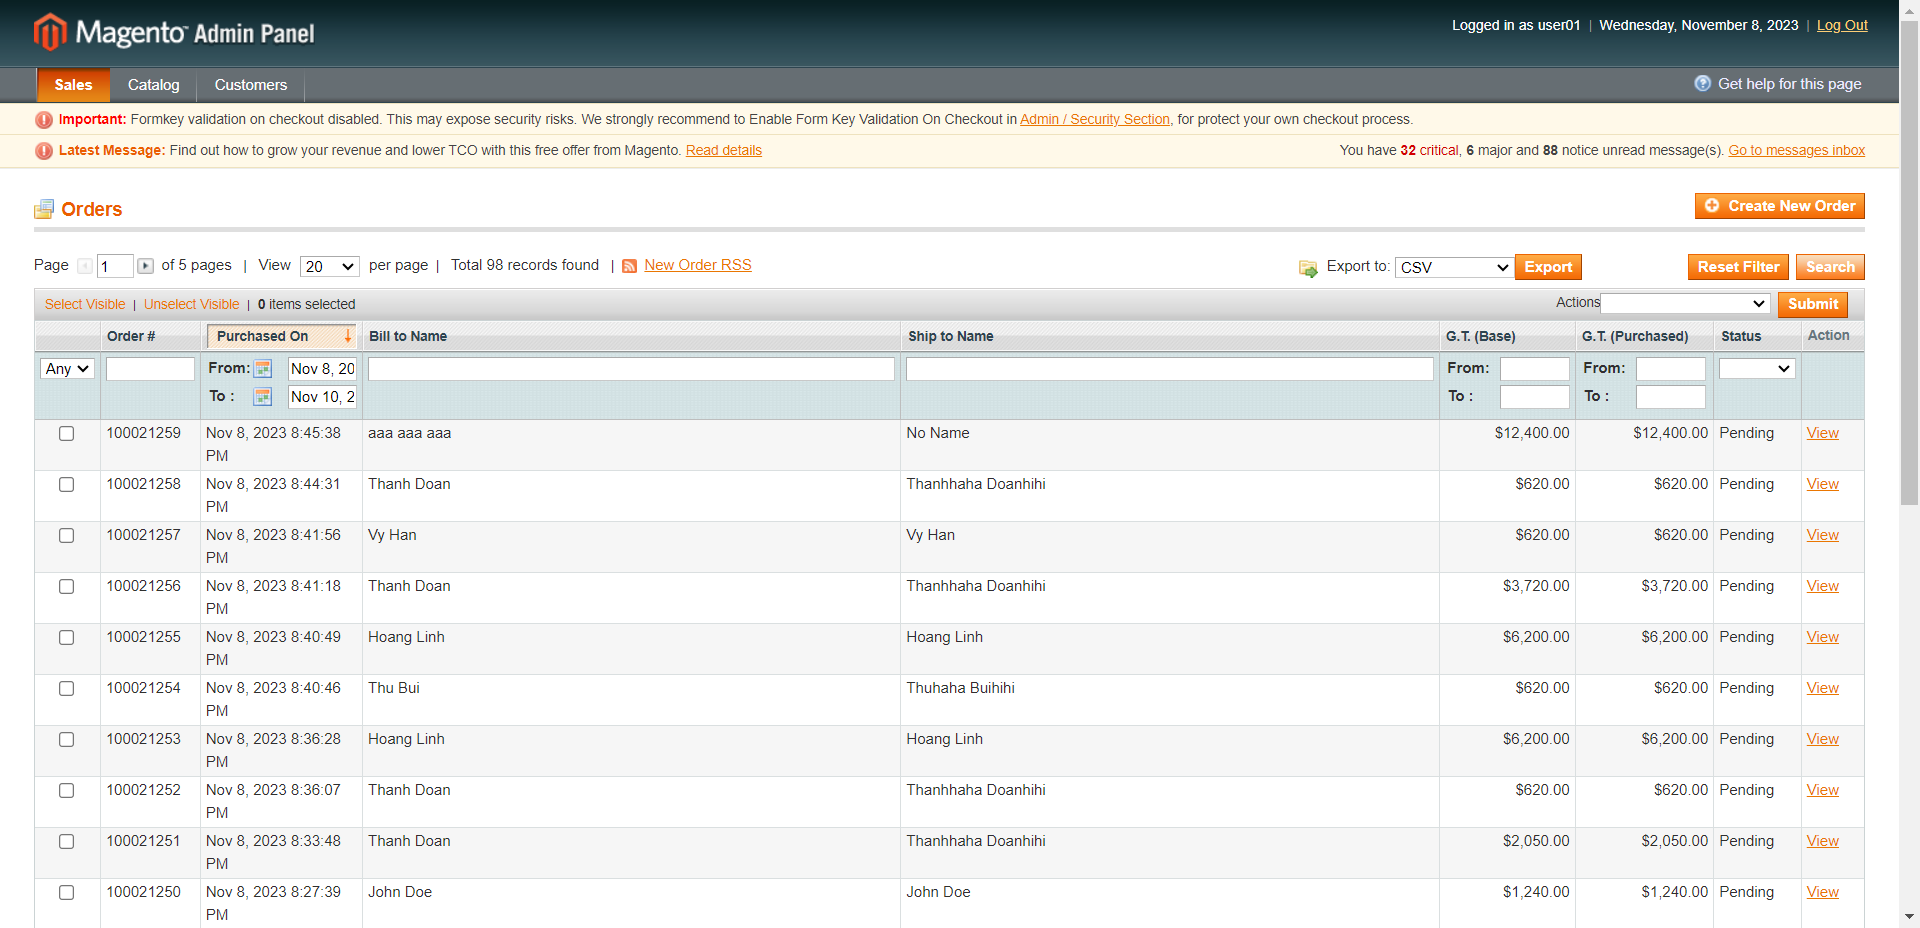 Magento Admin Panel
Logged in as user01 | Wednesday, November 8, 2023 | Log Out
Sales Catalog Customers Get help for this page
Important: Formkey validation on checkout disabled. This may expose security risks. We strongly recommend to Enable Form Key Validation On Checkout in Admin / Security Section, for protect your own checkout process.
Latest Message: Find out how to grow your revenue and lower TCO with this free offer from Magento. Read details You have 32 critical, 6 major and 88 notice unread message(s). Go to messages inbox
Orders Create New Order
Page 1 of 5 pages | View 20 per page | Total 98 records found | New Order RSS Export to: CSV Export Reset Filter Search
Select Visible | Unselect Visible | 0 items selected Actions Submit
Order # Purchased On Bill to Name Ship to Name G.T. (Base) G.T. (Purchased) Status Action
Any From: Nov 8, 20 From: From:
To : Nov 10, 2 To : To :
100021259 Nov 8, 2023 8:45:38 aaa aaa aaa No Name $12,400.00 $12,400.00 Pending View
PM
100021258 Nov 8, 2023 8:44:31 Thanh Doan Thanhhaha Doanhihi $620.00 $620.00 Pending View
PM
100021257 Nov 8, 2023 8:41:56 Vy Han Vy Han $620.00 $620.00 Pending View
PM
100021256 Nov 8, 2023 8:41:18 Thanh Doan Thanhhaha Doanhihi $3,720.00 $3,720.00 Pending View
PM
100021255 Nov 8, 2023 8:40:49 Hoang Linh Hoang Linh $6,200.00 $6,200.00 Pending View
PM
100021254 Nov 8, 2023 8:40:46 Thu Bui Thuhaha Buihihi $620.00 $620.00 Pending View
PM
100021253 Nov 8, 2023 8:36:28 Hoang Linh Hoang Linh $6,200.00 $6,200.00 Pending View
PM
100021252 Nov 8, 2023 8:36:07 Thanh Doan Thanhhaha Doanhihi $620.00 $620.00 Pending View
PM
100021251 Nov 8, 2023 8:33:48 Thanh Doan Thanhhaha Doanhihi $2,050.00 $2,050.00 Pending View
PM
100021250 Nov 8, 2023 8:27:39 John Doe John Doe $1,240.00 $1,240.00 Pending View
PM